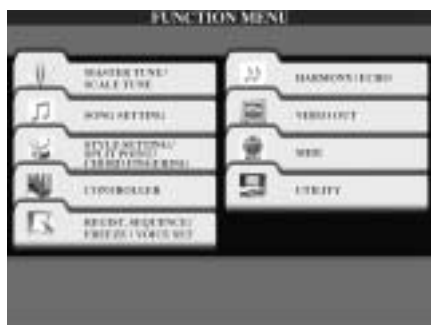 FUNCTION MENU
MASTER TUNE/
SCALE TUNE
SONG SETTING
STYLE SETTING/
SPLIT POINT/
CHORD FINGERING
CONTROLLER
REGIST. SEQUENCE/
FREEZE / VOICE SET
HARMONY / ECHO
VIDEO OUT
MIDI
UTILITY